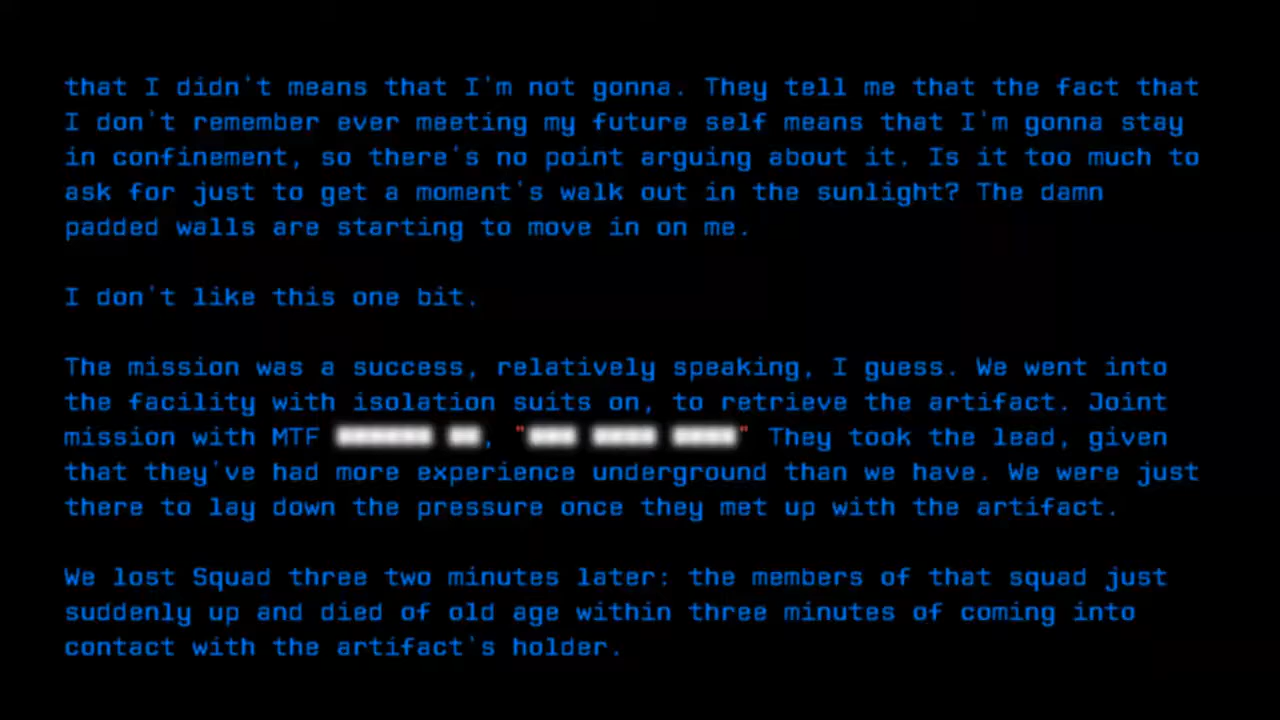 that I didn't means that I'm not gonna. They tell me that the fact that
I don't remember ever meeting my future self means that I'm gonna stay
in confinement, so there's no point arguing about it. Is it too much to
ask for just to get a moment's walk out in the sunlight? The damn
padded walls are starting to move in on me.
I don't like this one bit.
The mission was a success, relatively speaking, I guess. We went into
the facility with isolation suits on, to retrieve the artifact. Joint
mission with MTF ██████ ██, "███ ████ ████" They took the lead, given
that they've had more experience underground than we have. We were just
there to lay down the pressure once they met up with the artifact.
We lost Squad three two minutes later: the members of that squad just
suddenly up and died of old age within three minutes of coming into
contact with the artifact's holder.